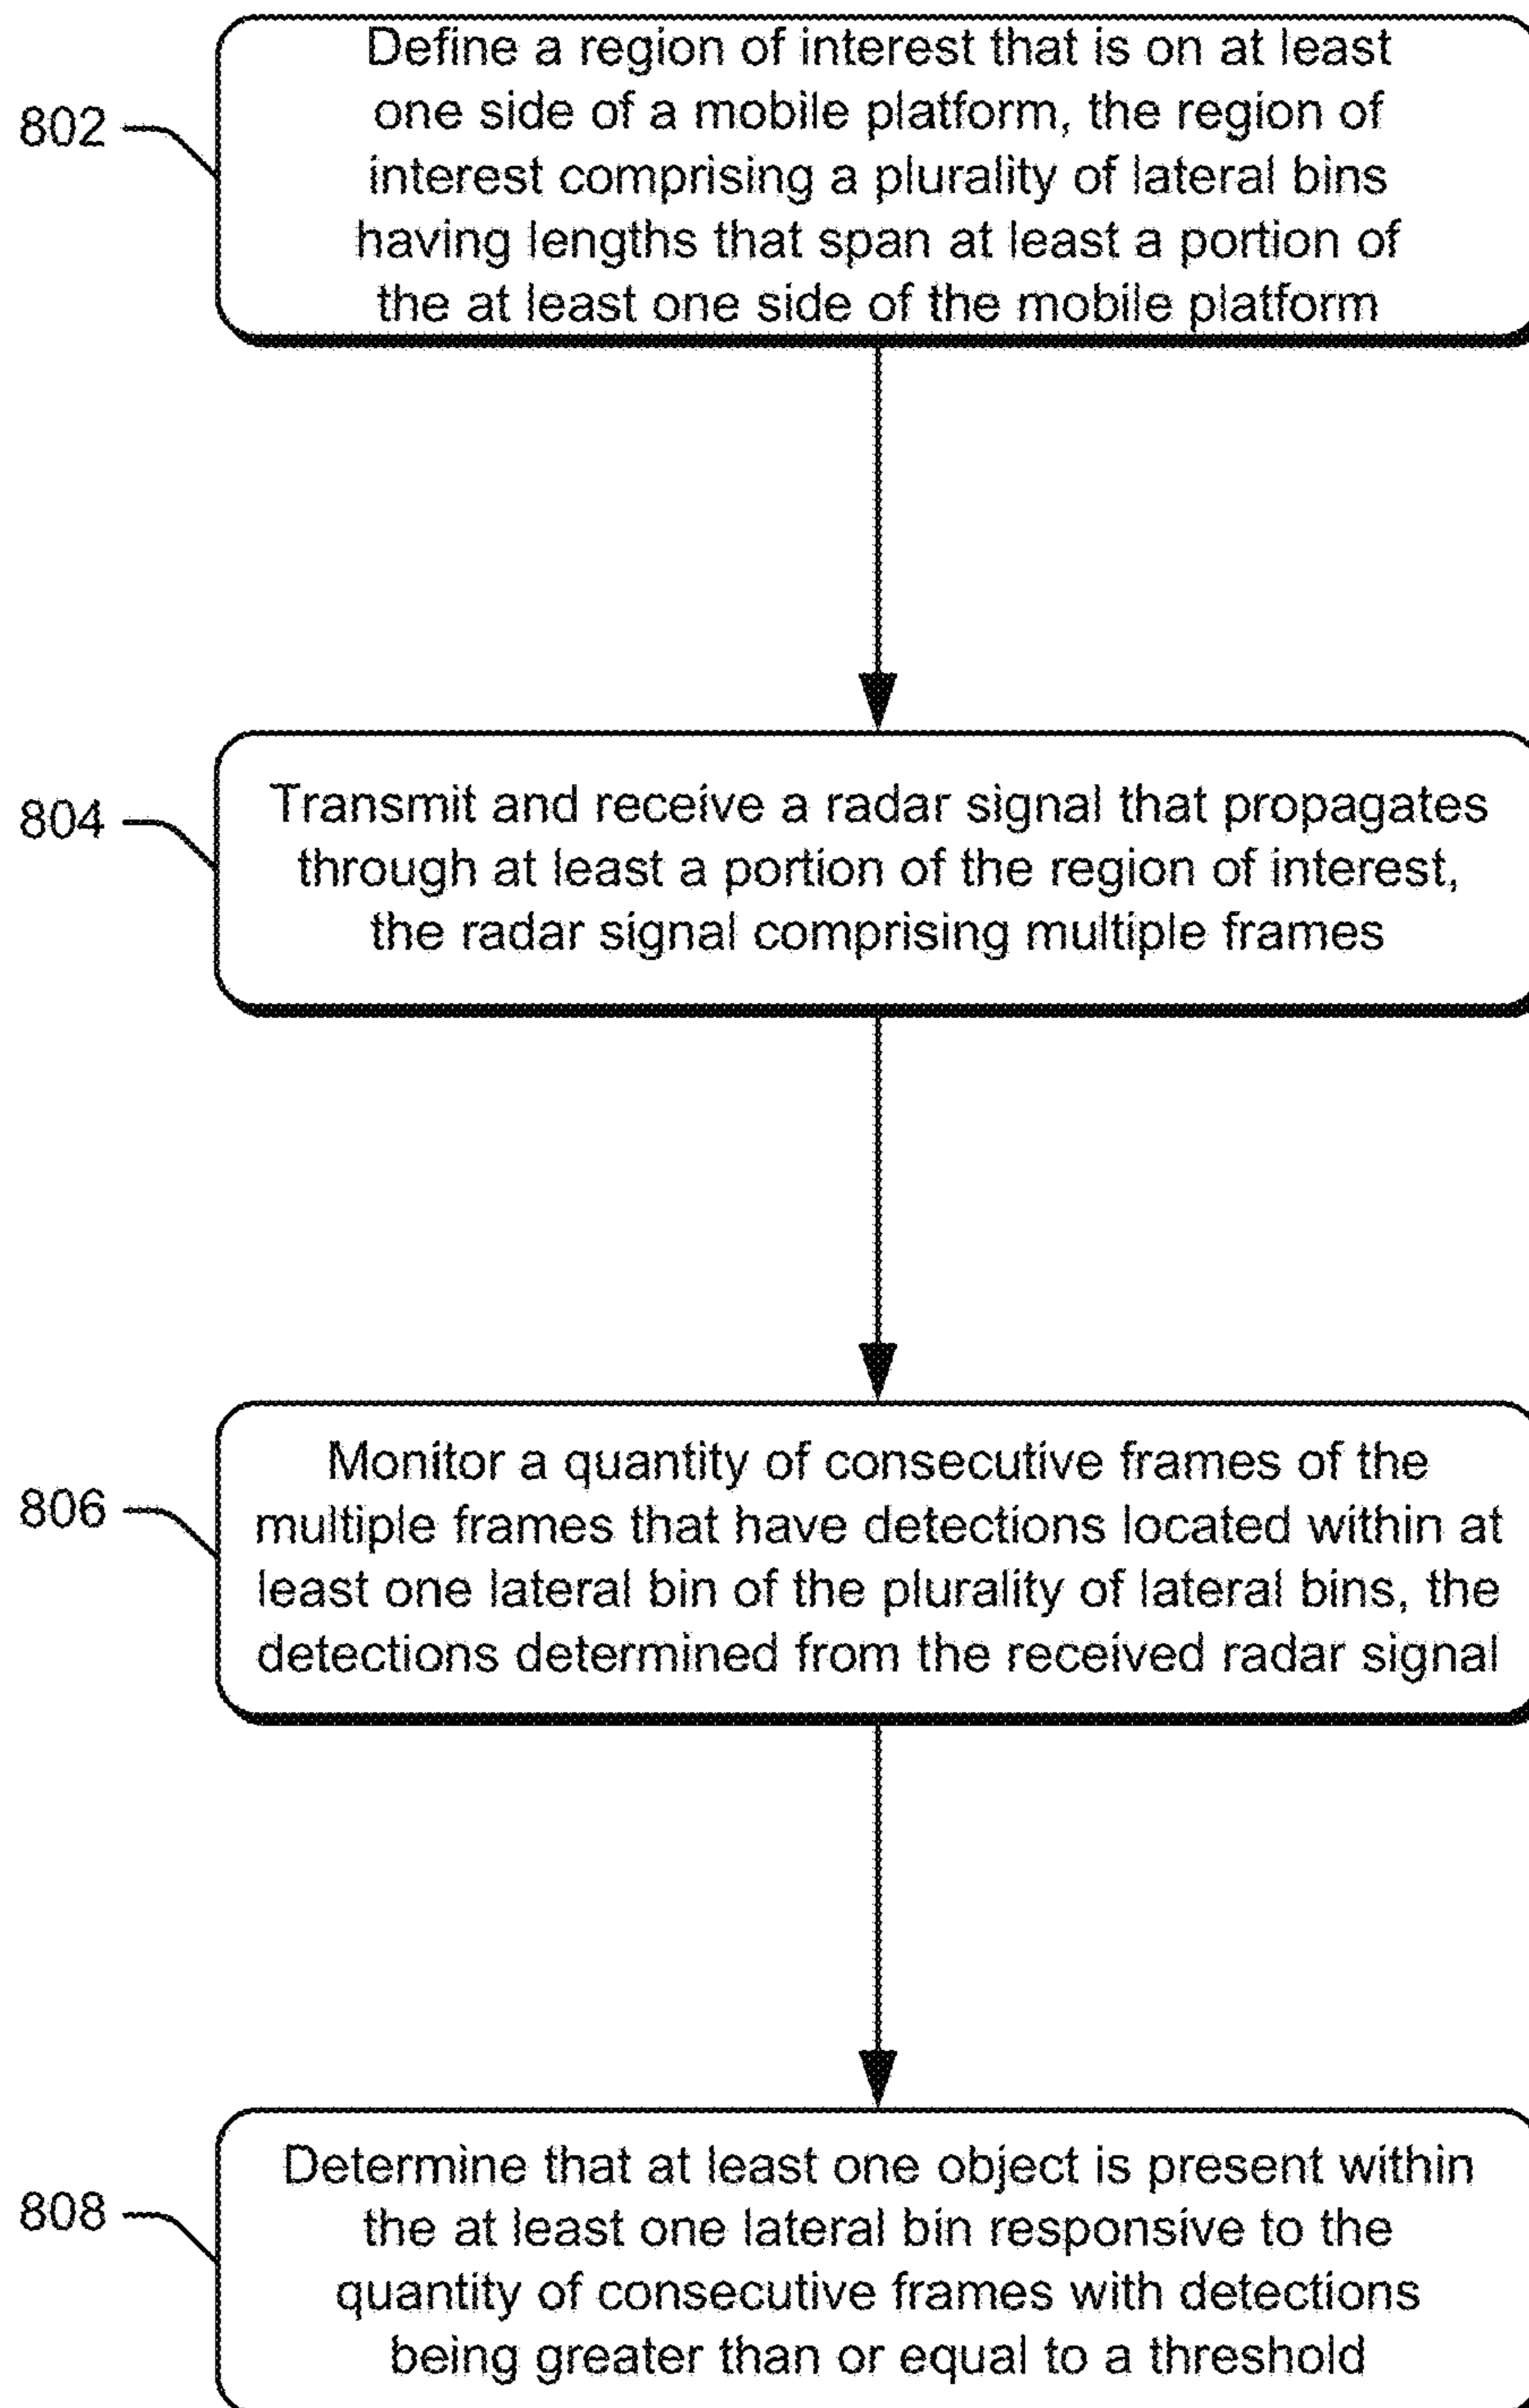 Define a region of interest that is on at least
one side of a mobile platform, the region of
802
interest comprising a plurality of lateral bins
having lengths that span at least a portion of
the at least one side of the mobile platform
804
Transmit and receive a radar signal that propagates
through at least a portion of the region of interest,
the radar signal comprising multiple frames
Monitor a quantity of consecutive frames of the
806
multiple frames that have detections located within at
least one lateral bin of the plurality of lateral bins, the
detections determined from the received radar signal
Determine that at least one object is present within
808
the at least one lateral bin responsive to the
quantity of consecutive frames with detections
being greater than or equal to a threshold